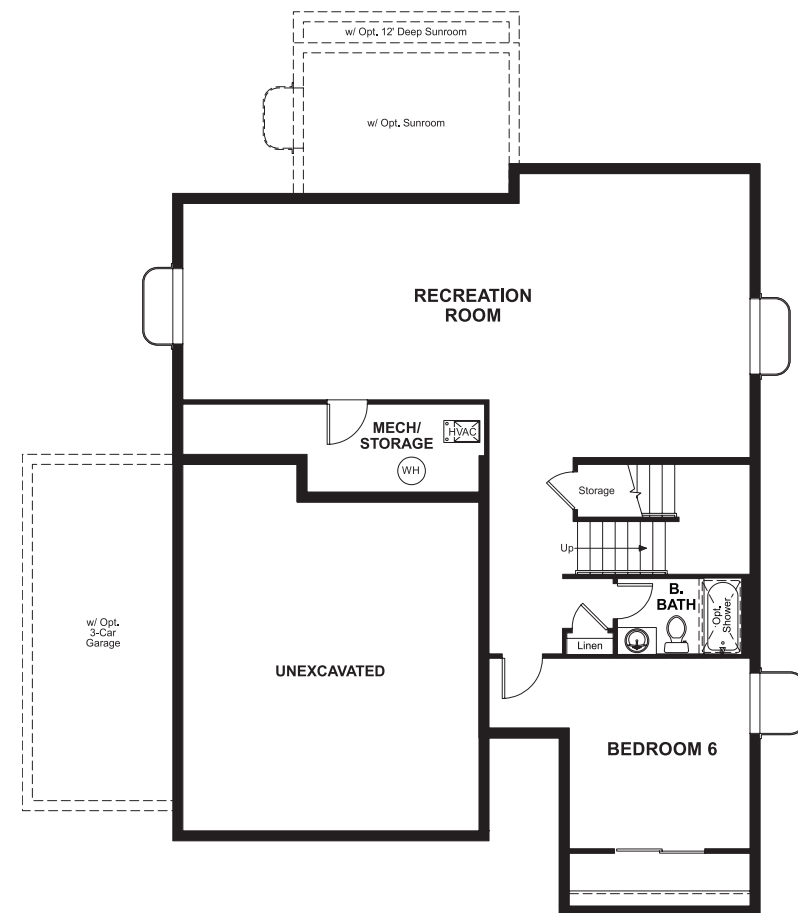 w/ Opt. 12' Deep Sunroom
w/ Opt. Sunroom
RECREATION
ROOM
MECH/
STORAGE
HVAC
WH
Storage
Up
B.
BATH
Opt.
Shower
Linen
w/ Opt.
3-Car
Garage
UNEXCAVATED
BEDROOM 6